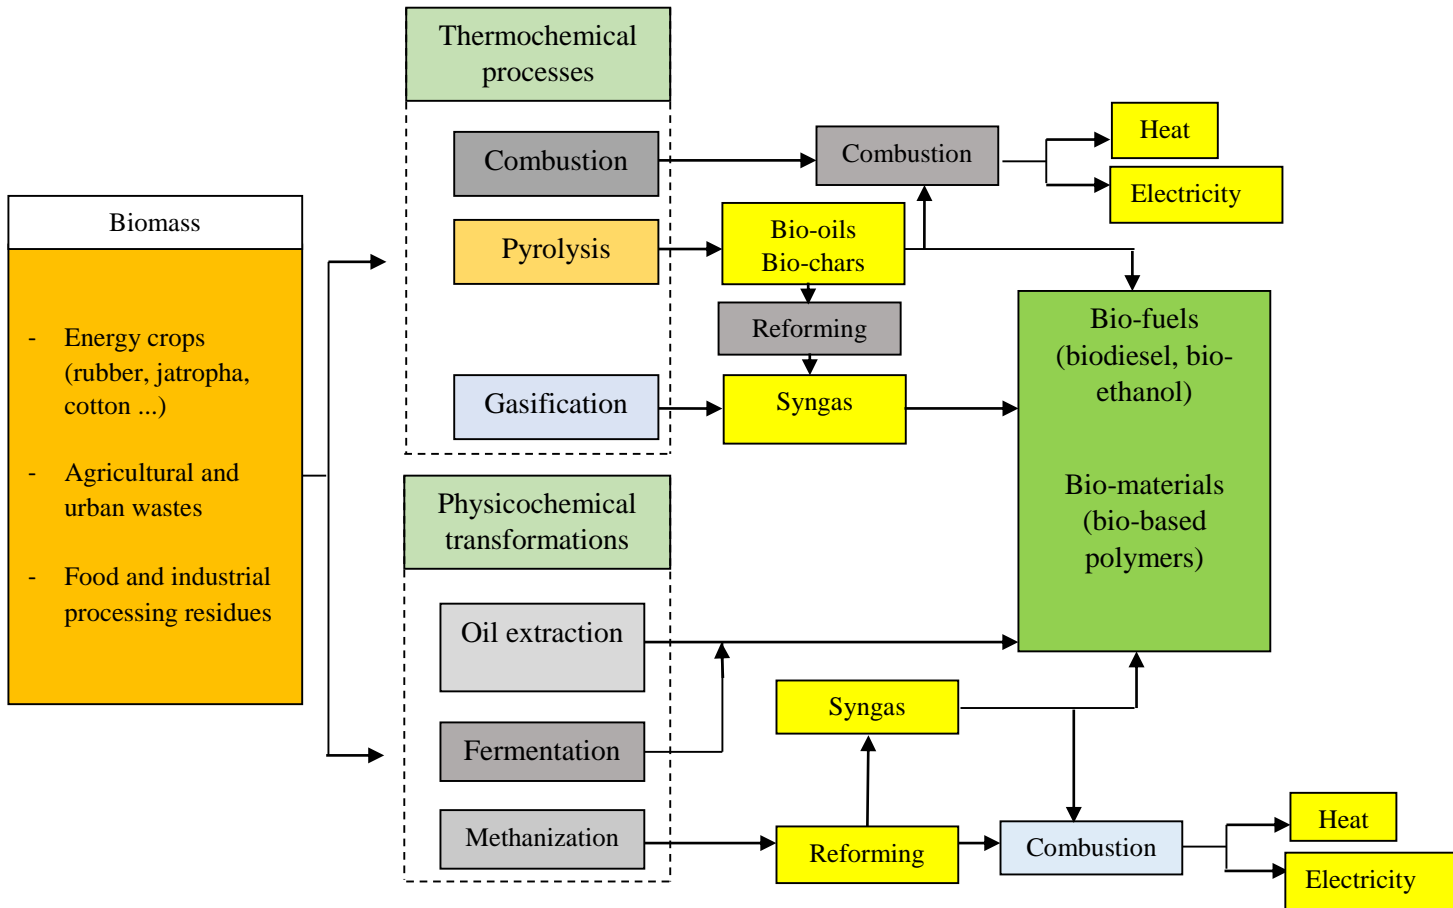 Biomass
- Energy crops
(rubber, jatropha,
cotton ...)
- Agricultural and
urban wastes
- Food and industrial
processing residues
Thermochemical
processes
Combustion
Pyrolysis
Gasification
Combustion
Heat
Electricity
Bio-oils
Bio-chars
Reforming
Syngas
Bio-fuels
(biodiesel, bio-
ethanol)
Bio-materials
(bio-based
polymers)
Physicochemical
transformations
Oil extraction
Fermentation
Methanization
Syngas
Reforming
Combustion
Heat
Electricity